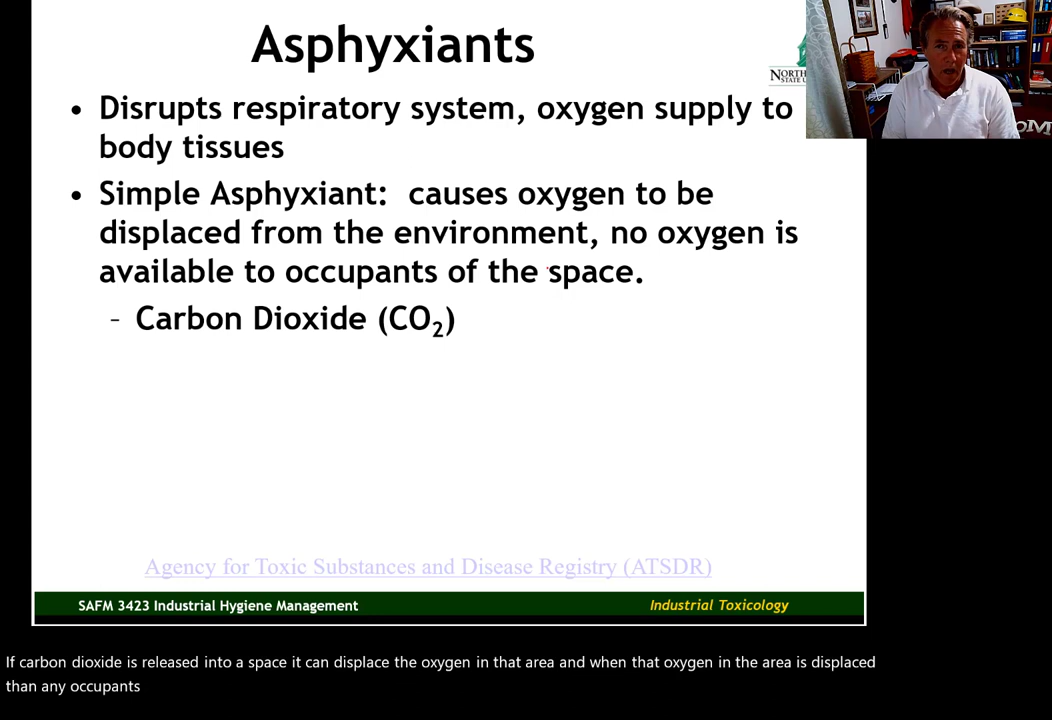 Asphyxiants
NORTH
STATE U
• Disrupts respiratory system, oxygen supply to
body tissues
• Simple Asphyxiant: causes oxygen to be
displaced from the environment, no oxygen is
available to occupants of the space.
– Carbon Dioxide (CO₂)
Agency for Toxic Substances and Disease Registry (ATSDR)
SAFM 3423 Industrial Hygiene Management
Industrial Toxicology
If carbon dioxide is released into a space it can displace the oxygen in that area and when that oxygen in the area is displaced
than any occupants